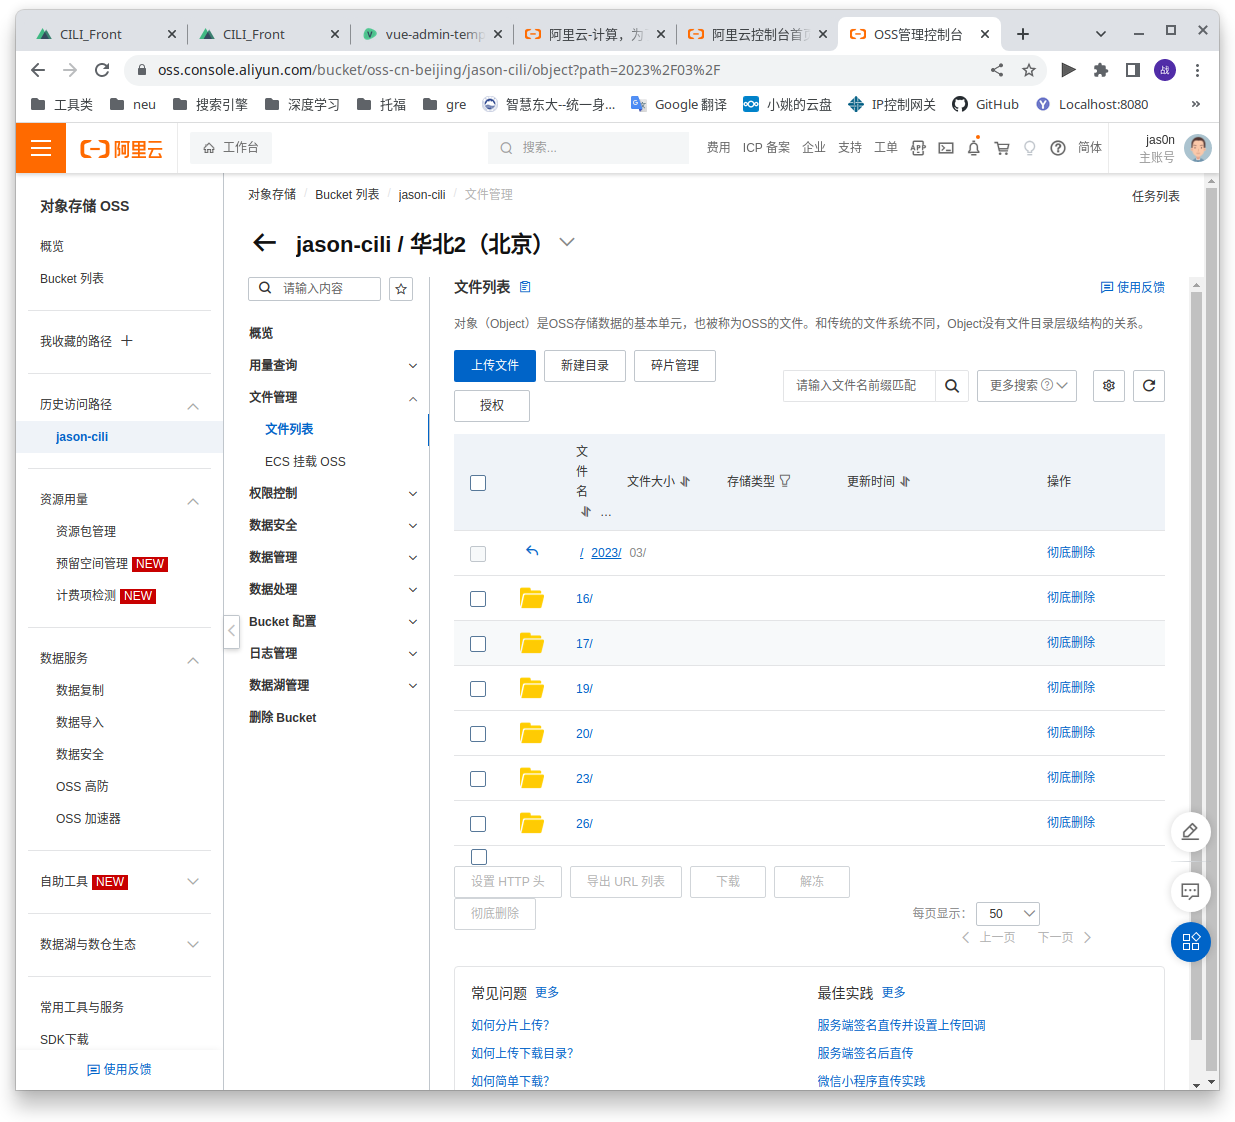 CILI_Front
CILI_Front
vue-admin-temp
阿里云-计算，为
阿里云控制台首
OSS管理控制台
oss.console.aliyun.com/bucket/oss-cn-beijing/jason-cili/object?path=2023%2F03%2F
战
工具类 neu 搜索引擎 深度学习 托福 gre 智慧东大--统一身... Google 翻译 小姚的云盘 IP控制网关 GitHub Localhost:8080 »
阿里云 工作台 搜索... 费用 ICP 备案 企业 支持 工单 简体 jas0n
主账号
对象存储 OSS
概览
Bucket 列表
我收藏的路径
历史访问路径
jason-cili
资源用量
资源包管理
预留空间管理 NEW
计费项检测 NEW
数据服务
数据复制
数据导入
数据安全
OSS 高防
OSS 加速器
自助工具 NEW
数据湖与数仓生态
常用工具与服务
SDK下载
使用反馈
对象存储 / Bucket 列表 / jason-cili / 文件管理
任务列表
jason-cili / 华北2（北京）
请输入内容
概览
用量查询
文件管理
文件列表
ECS 挂载 OSS
权限控制
数据安全
数据管理
数据处理
Bucket 配置
日志管理
数据湖管理
删除 Bucket
文件列表
使用反馈
对象（Object）是OSS存储数据的基本单元，也被称为OSS的文件。和传统的文件系统不同，Object没有文件目录层级结构的关系。
上传文件 新建目录 碎片管理
授权
请输入文件名前缀匹配 更多搜索
文件名 ... 文件大小 存储类型 更新时间 操作
/ 2023/ 03/ 彻底删除
16/ 彻底删除
17/ 彻底删除
19/ 彻底删除
20/ 彻底删除
23/ 彻底删除
26/ 彻底删除
设置 HTTP 头 导出 URL 列表 下载 解冻
彻底删除
每页显示： 50
上一页 下一页
常见问题 更多
如何分片上传?
如何上传下载目录?
如何简单下载?
最佳实践 更多
服务端签名直传并设置上传回调
服务端签名后直传
微信小程序直传实践